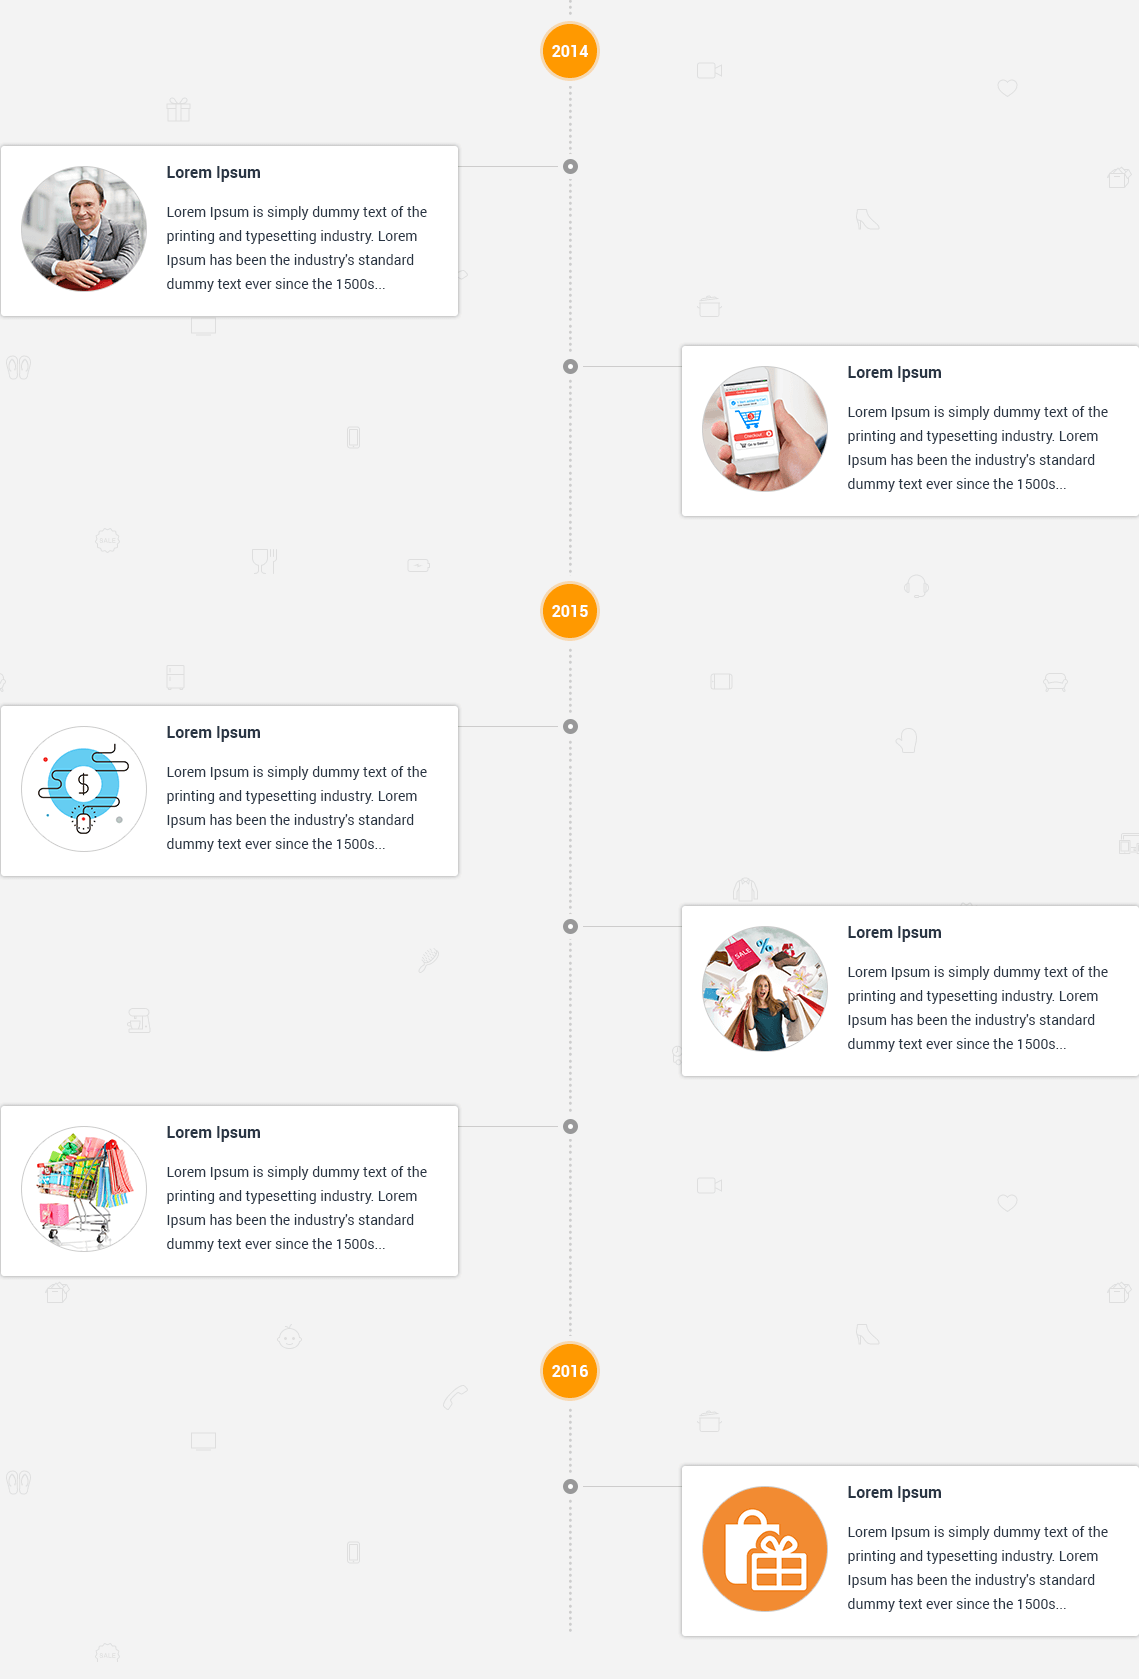 2014
Lorem Ipsum
Lorem Ipsum is simply dummy text of the
printing and typesetting industry. Lorem
Ipsum has been the industry's standard
dummy text ever since the 1500s...
Lorem Ipsum
Lorem Ipsum is simply dummy text of the
printing and typesetting industry. Lorem
Ipsum has been the industry's standard
dummy text ever since the 1500s...
Checkout
SALE
2015
Lorem Ipsum
Lorem Ipsum is simply dummy text of the
printing and typesetting industry. Lorem
Ipsum has been the industry's standard
dummy text ever since the 1500s...
$
Lorem Ipsum
Lorem Ipsum is simply dummy text of the
printing and typesetting industry. Lorem
Ipsum has been the industry's standard
dummy text ever since the 1500s...
SALE %
Lorem Ipsum
Lorem Ipsum is simply dummy text of the
printing and typesetting industry. Lorem
Ipsum has been the industry's standard
dummy text ever since the 1500s...
2016
Lorem Ipsum
Lorem Ipsum is simply dummy text of the
printing and typesetting industry. Lorem
Ipsum has been the industry's standard
dummy text ever since the 1500s...
SALE